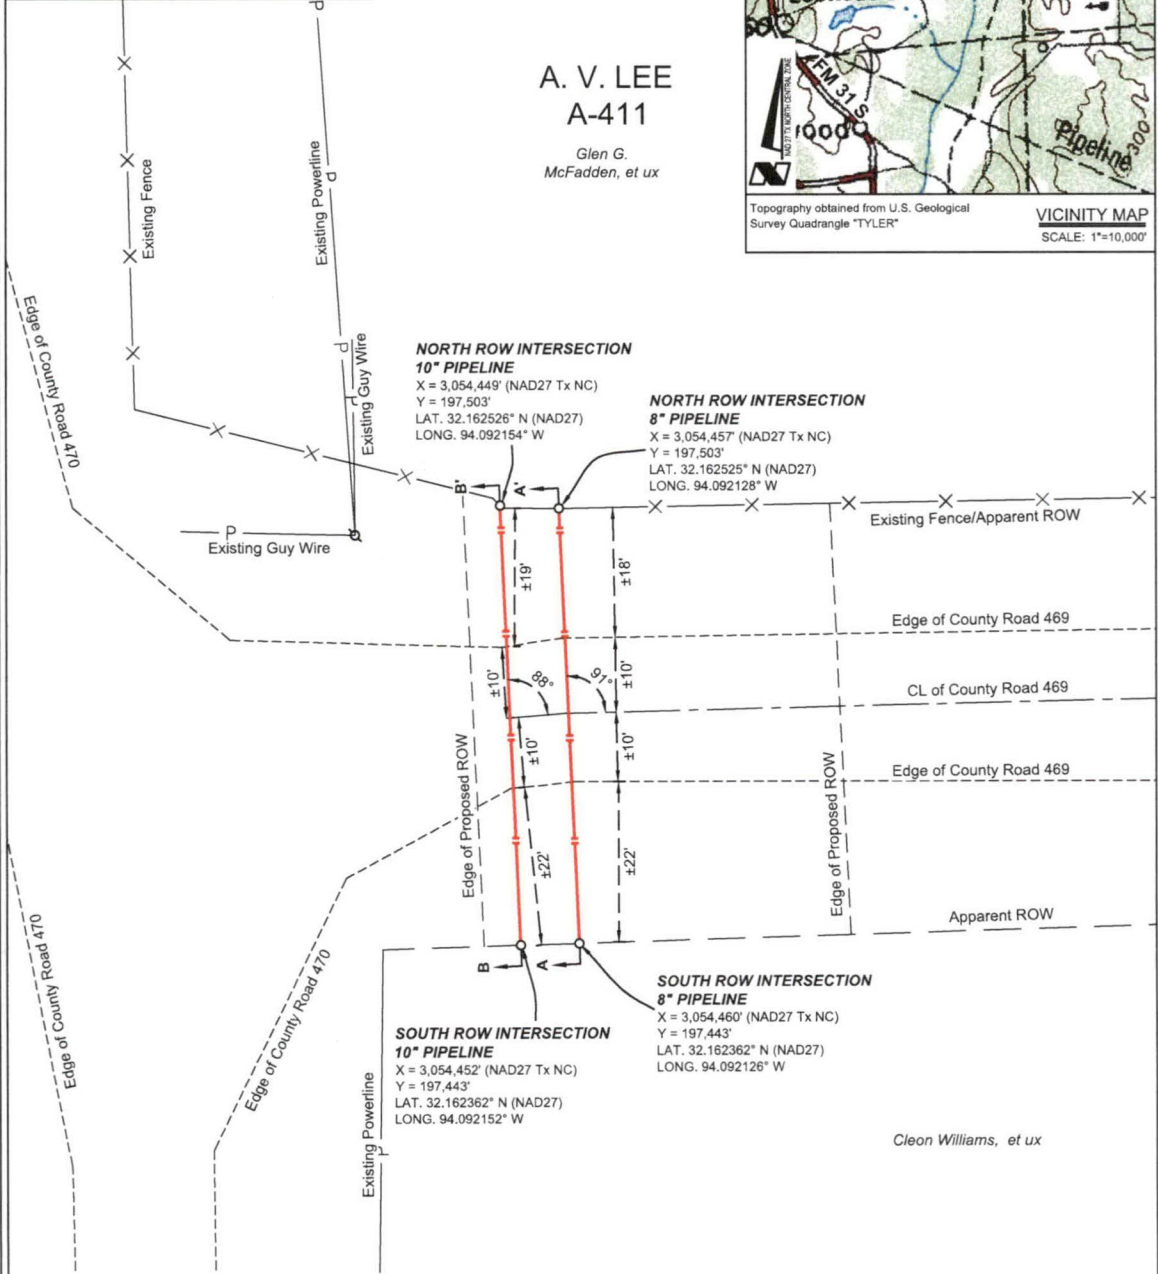 A. V. LEE
A-411
Glen G.
McFadden, et ux
FM 31 S
Pipeline
300
NAD 27 TX NORTH CENTRAL ZONE
Topography obtained from U.S. Geological
Survey Quadrangle "TYLER"
VICINITY MAP
SCALE: 1"=10,000'
Existing Fence
P
Existing Powerline
P
P
Existing Guy Wire
P
Edge of County Road 470
P
Existing Guy Wire
NORTH ROW INTERSECTION
10" PIPELINE
X = 3,054,449' (NAD27 Tx NC)
Y = 197,503'
LAT. 32.162526° N (NAD27)
LONG. 94.092154° W
NORTH ROW INTERSECTION
8" PIPELINE
X = 3,054,457' (NAD27 Tx NC)
Y = 197,503'
LAT. 32.162525° N (NAD27)
LONG. 94.092128° W
B'
A'
Existing Fence/Apparent ROW
±19'
±18'
Edge of County Road 469
±10'
88°
91°
±10'
CL of County Road 469
±10'
±10'
Edge of County Road 469
Edge of Proposed ROW
Edge of Proposed ROW
±22'
±22'
Apparent ROW
B
A
Edge of County Road 470
Edge of County Road 470
Existing Powerline
P
SOUTH ROW INTERSECTION
8" PIPELINE
X = 3,054,460' (NAD27 Tx NC)
Y = 197,443'
LAT. 32.162362° N (NAD27)
LONG. 94.092126° W
SOUTH ROW INTERSECTION
10" PIPELINE
X = 3,054,452' (NAD27 Tx NC)
Y = 197,443'
LAT. 32.162362° N (NAD27)
LONG. 94.092152° W
Cleon Williams, et ux